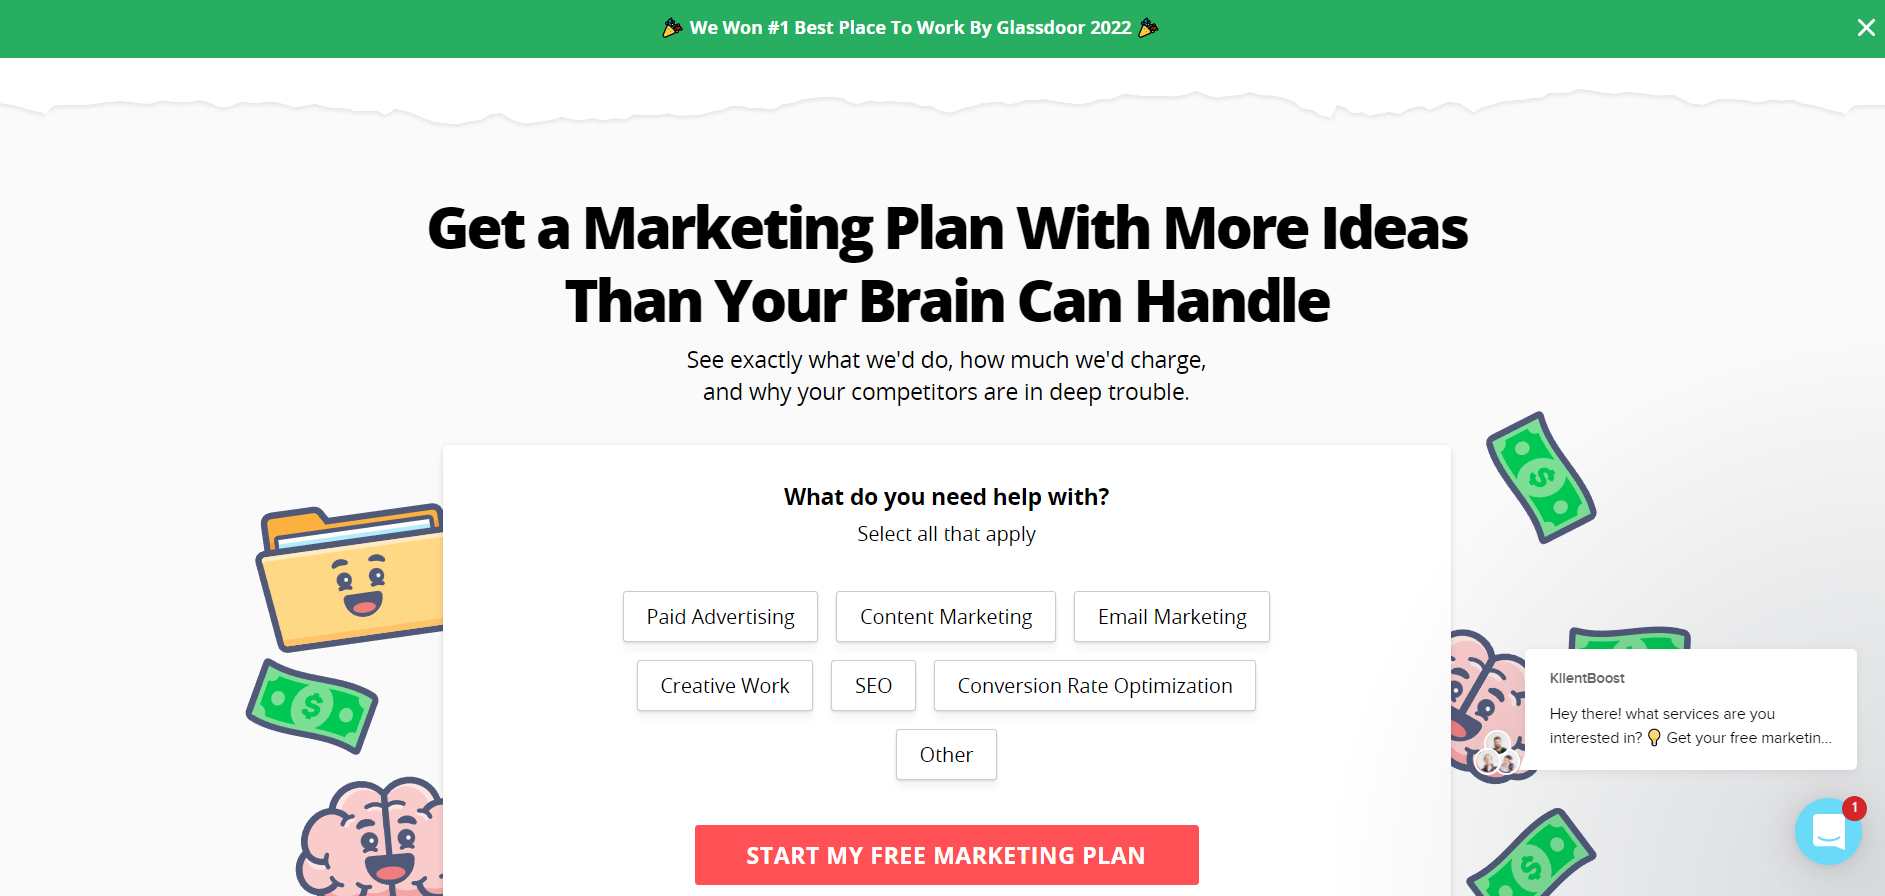 We Won #1 Best Place To Work By Glassdoor 2022
Get a Marketing Plan With More Ideas
Than Your Brain Can Handle
See exactly what we'd do, how much we'd charge,
and why your competitors are in deep trouble.
What do you need help with?
Select all that apply
Paid Advertising
Content Marketing
Email Marketing
Creative Work
SEO
Conversion Rate Optimization
Other
START MY FREE MARKETING PLAN
KlientBoost
Hey there! what services are you
interested in? 💡 Get your free marketin...
1